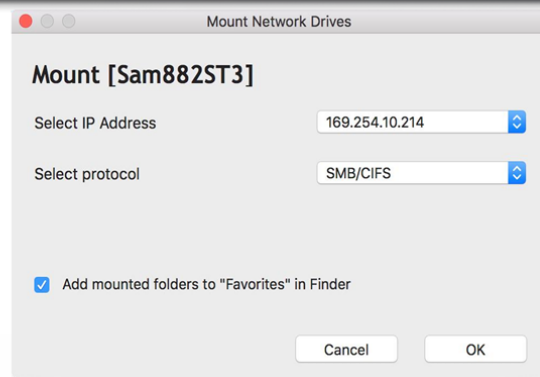 Mount Network Drives
Mount [Sam882ST3]
Select IP Address 169.254.10.214
Select protocol SMB/CIFS
Add mounted folders to "Favorites" in Finder
Cancel OK